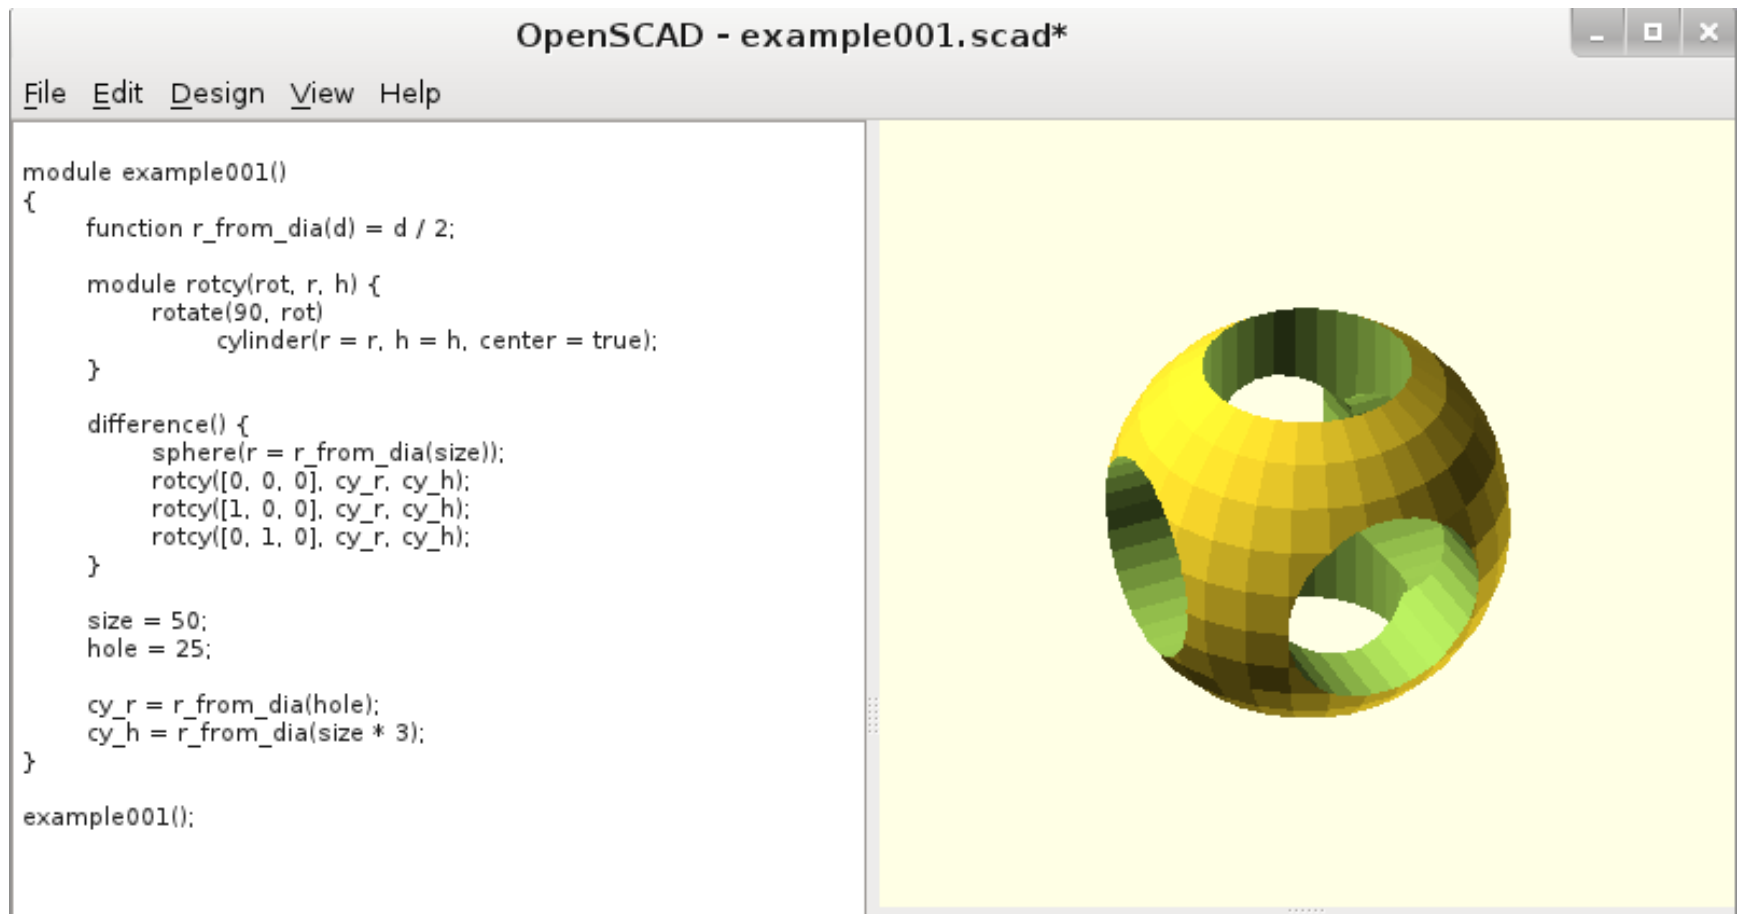 OpenSCAD - example001.scad*
File Edit Design View Help
module example001()
{
function r_from_dia(d) = d / 2;
module rotcy(rot, r, h) {
rotate(90, rot)
cylinder(r = r, h = h, center = true);
}
difference() {
sphere(r = r_from_dia(size));
rotcy([0, 0, 0], cy_r, cy_h);
rotcy([1, 0, 0], cy_r, cy_h);
rotcy([0, 1, 0], cy_r, cy_h);
}
size = 50;
hole = 25;
cy_r = r_from_dia(hole);
cy_h = r_from_dia(size * 3);
}
example001();